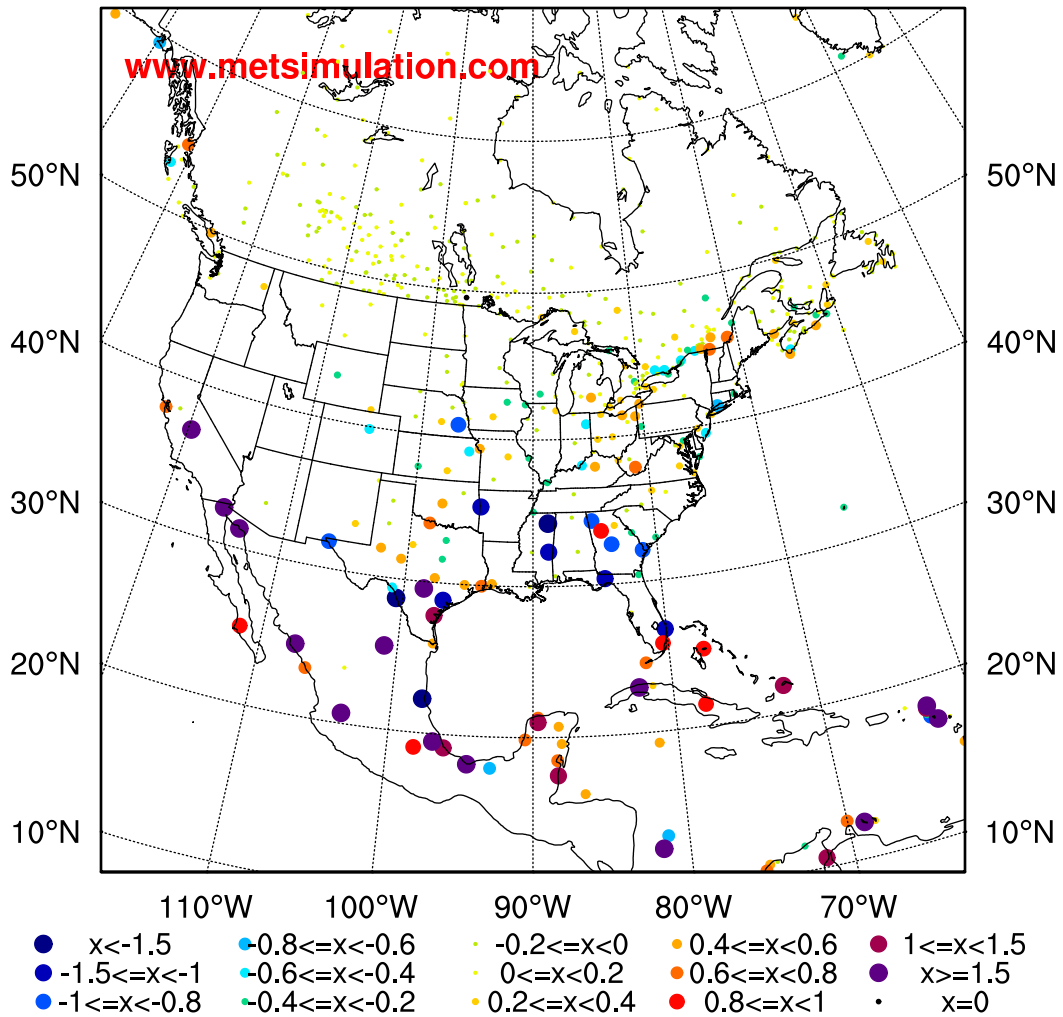 www.metsimulation.com
50°N 50°N
40°N 40°N
30°N 30°N
20°N 20°N
10°N 10°N
110°W 100°W 90°W 80°W 70°W
x<-1.5 -0.8<=x<-0.6 -0.2<=x<0 0.4<=x<0.6 1<=x<1.5
-1.5<=x<-1 -0.6<=x<-0.4 0<=x<0.2 0.6<=x<0.8 x>=1.5
-1<=x<-0.8 -0.4<=x<-0.2 0.2<=x<0.4 0.8<=x<1 x=0